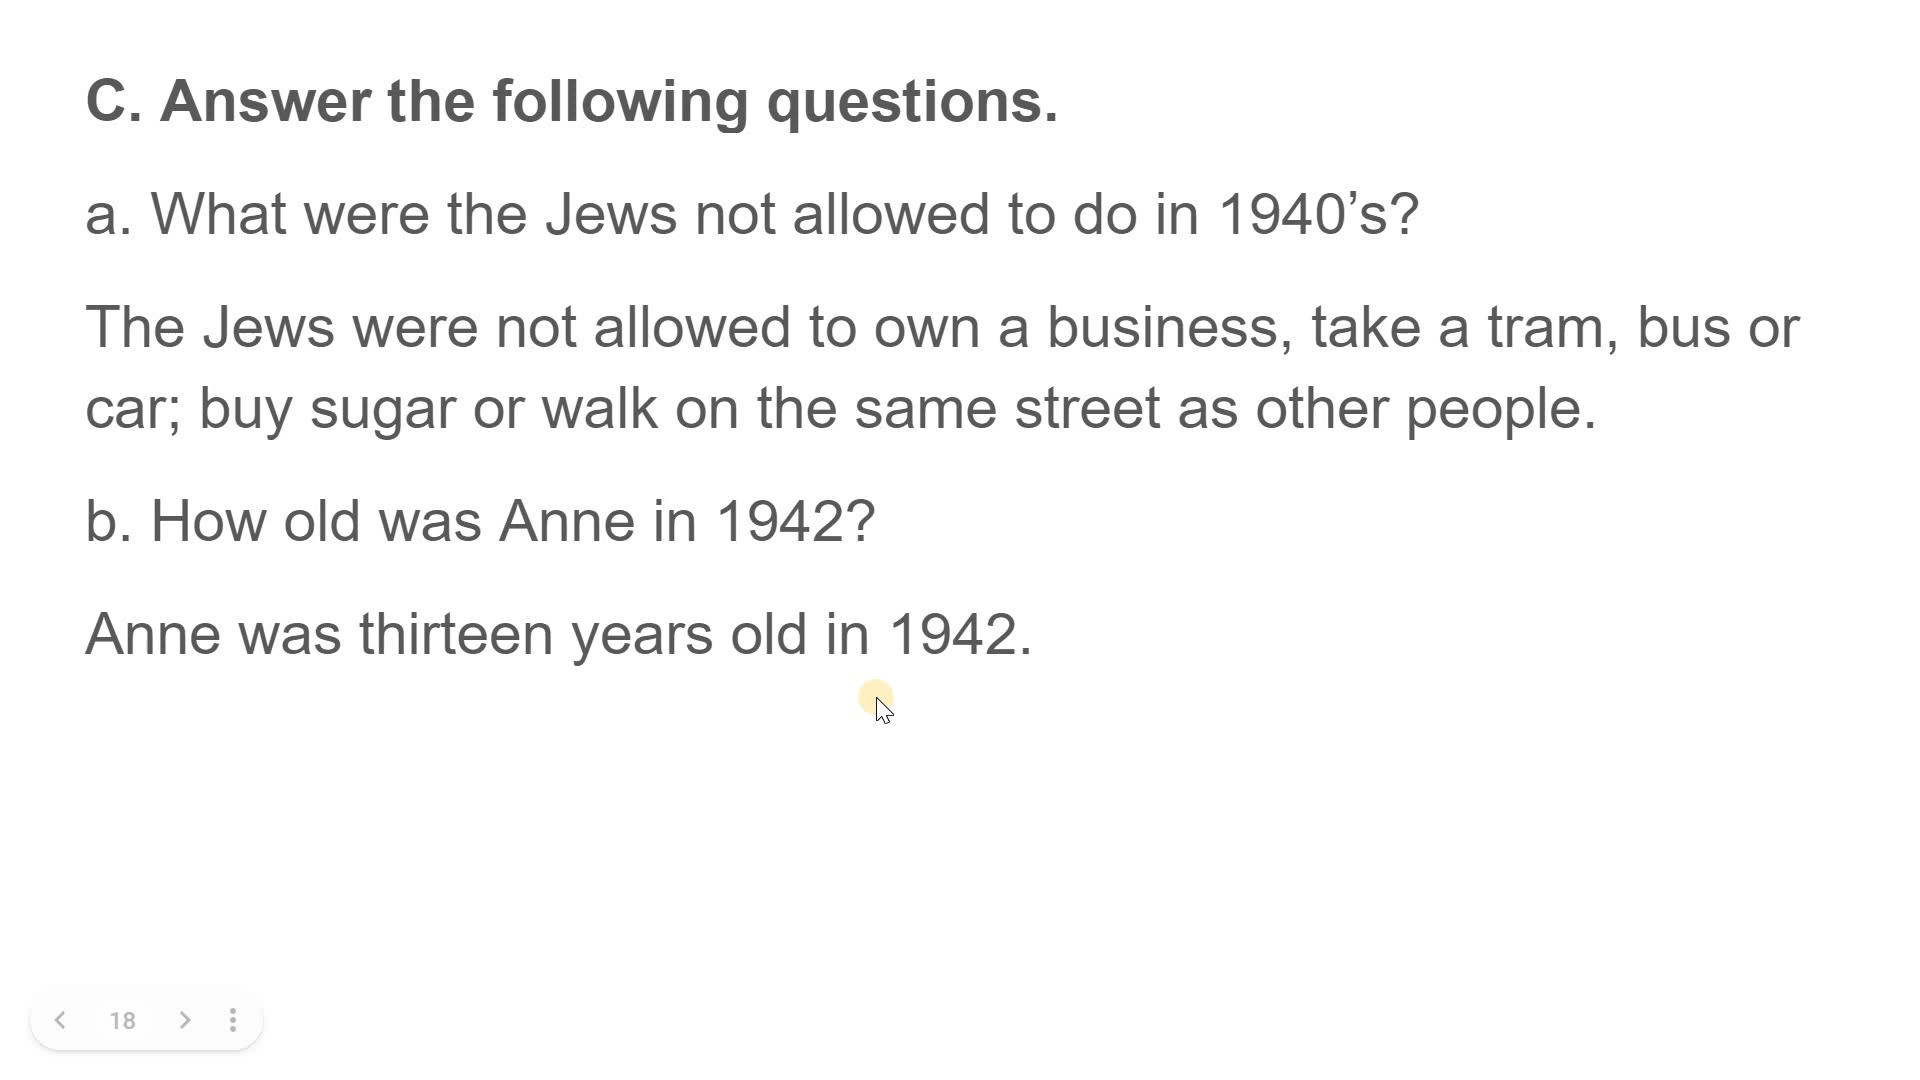 C. Answer the following questions.
a. What were the Jews not allowed to do in 1940’s?
The Jews were not allowed to own a business, take a tram, bus or
car; buy sugar or walk on the same street as other people.
b. How old was Anne in 1942?
Anne was thirteen years old in 1942.
18